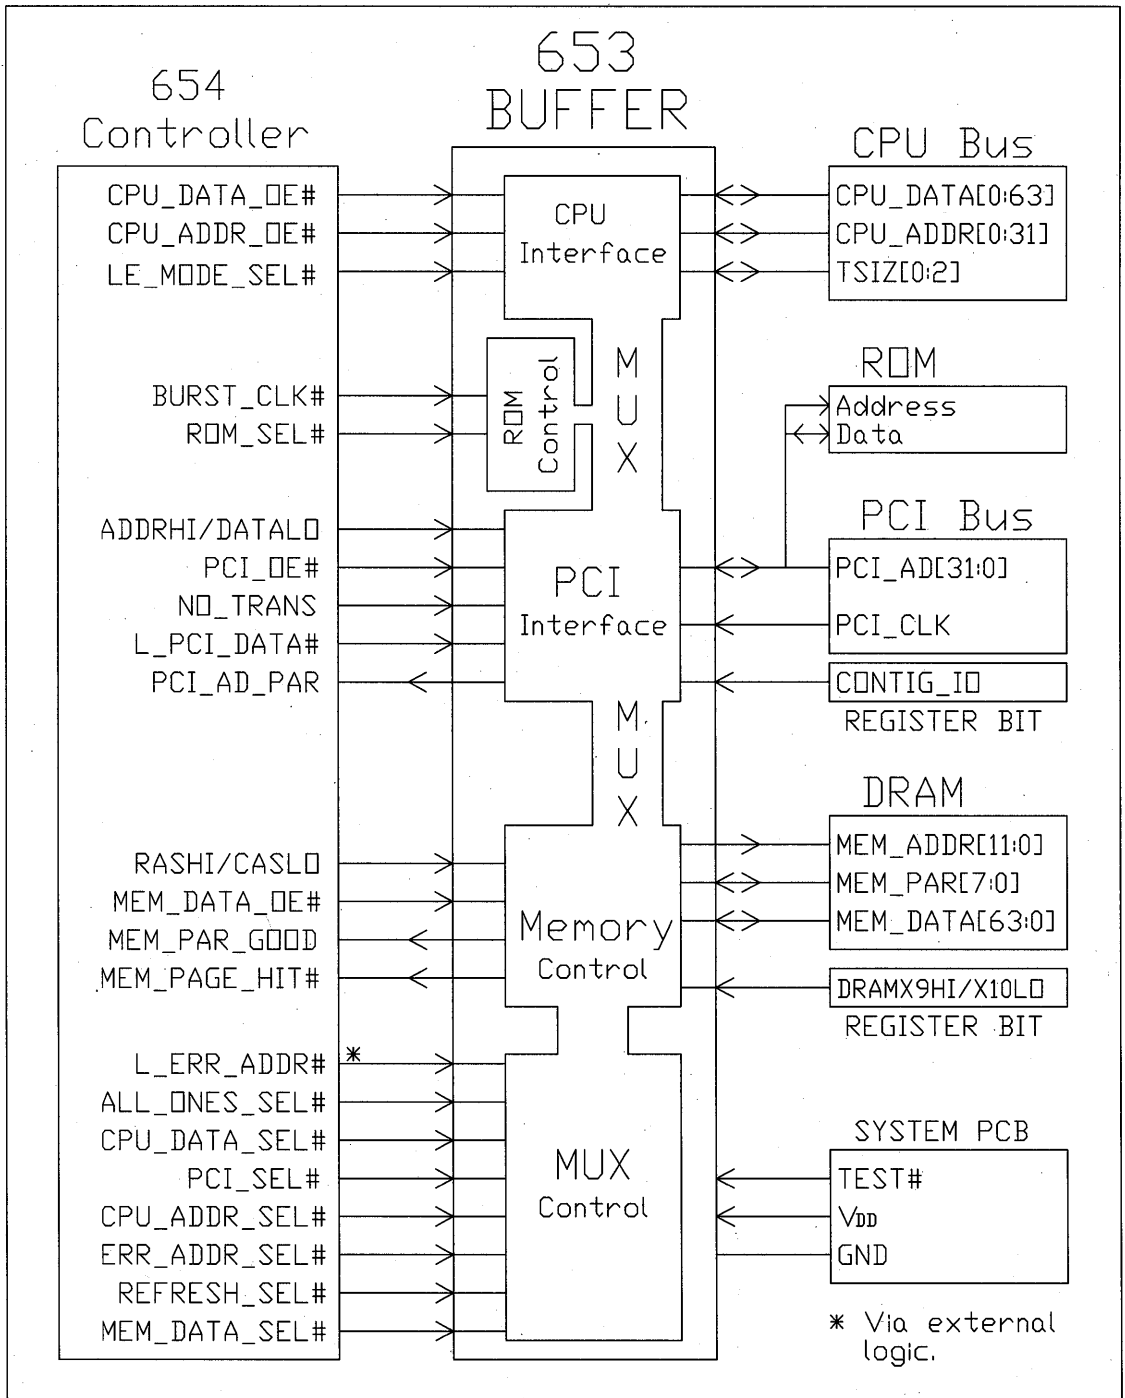 653
BUFFER
654
Controller
CPU_DATA_OE#
CPU_ADDR_OE#
LE_MODE_SEL#
BURST_CLK#
ROM_SEL#
ADDRHI/DATALO
PCI_OE#
NO_TRANS
L_PCI_DATA#
PCI_AD_PAR
RASHI/CASLO
MEM_DATA_OE#
MEM_PAR_GOOD
MEM_PAGE_HIT#
L_ERR_ADDR#
*
ALL_ONES_SEL#
CPU_DATA_SEL#
PCI_SEL#
CPU_ADDR_SEL#
ERR_ADDR_SEL#
REFRESH_SEL#
MEM_DATA_SEL#
CPU
Interface
MUX
ROM
Control
PCI
Interface
MUX
Memory
Control
MUX
Control
CPU Bus
CPU_DATA[0:63]
CPU_ADDR[0:31]
TSIZ[0:2]
ROM
Address
Data
PCI Bus
PCI_AD[31:0]
PCI_CLK
CONTIG_IO
REGISTER BIT
DRAM
MEM_ADDR[11:0]
MEM_PAR[7:0]
MEM_DATA[63:0]
DRAMX9HI/X10LO
REGISTER BIT
SYSTEM PCB
TEST#
VDD
GND
* Via external
logic.